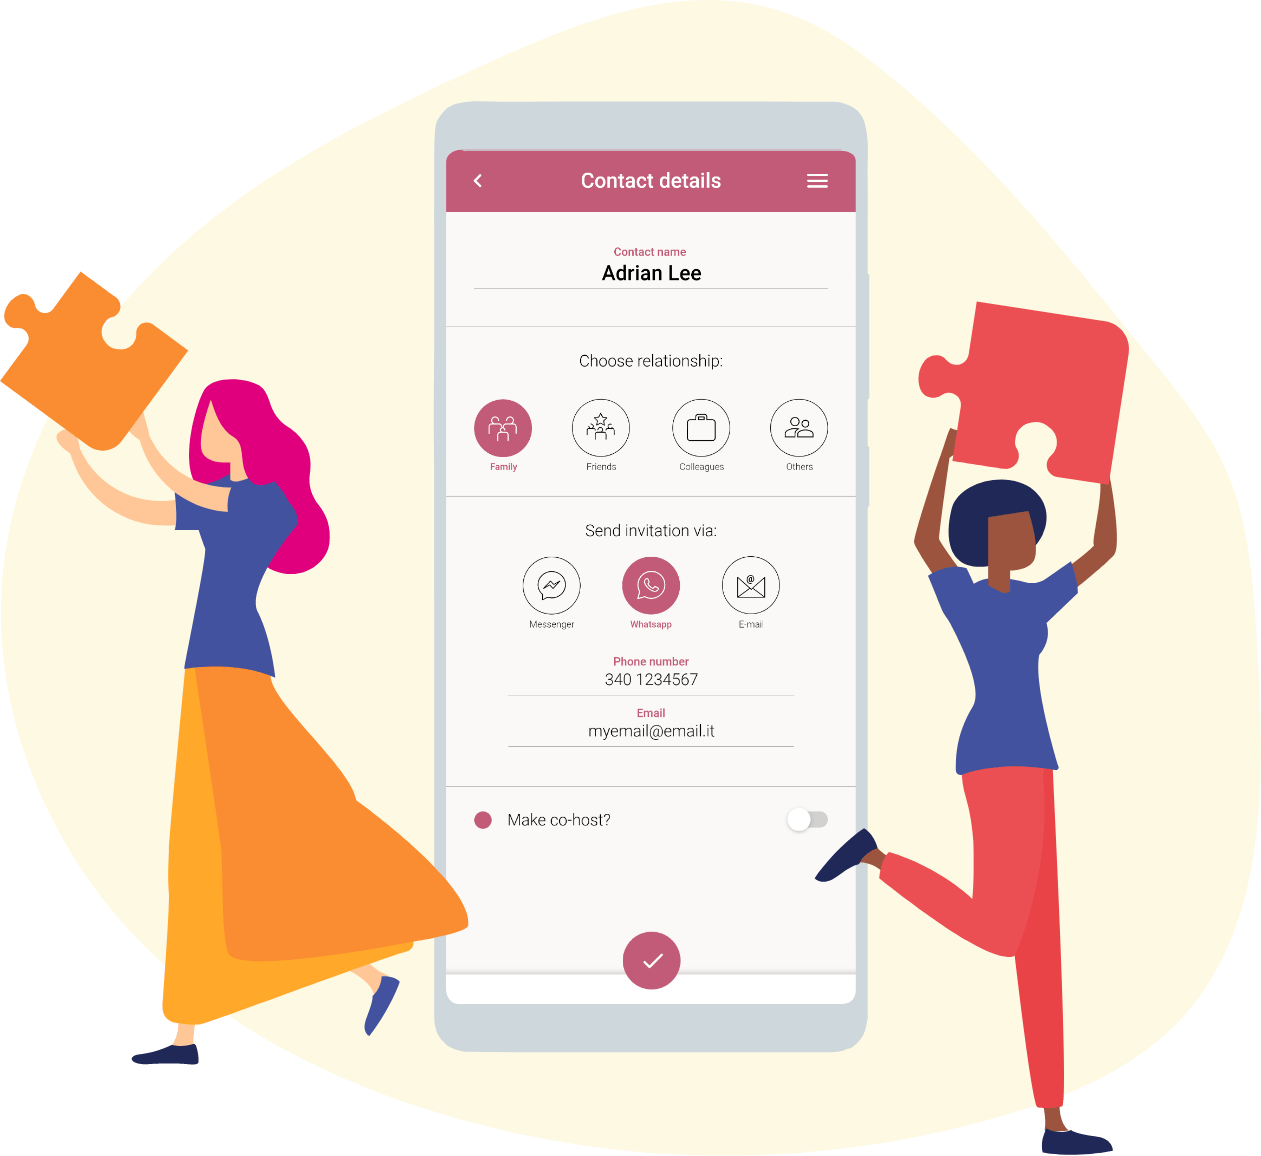 Contact details
Contact name
Adrian Lee
Choose relationship:
Family Friends Colleagues Others
Send invitation via:
@
Messenger Whatsapp E-mail
Phone number
340 1234567
Email
myemail@email.it
Make co-host?